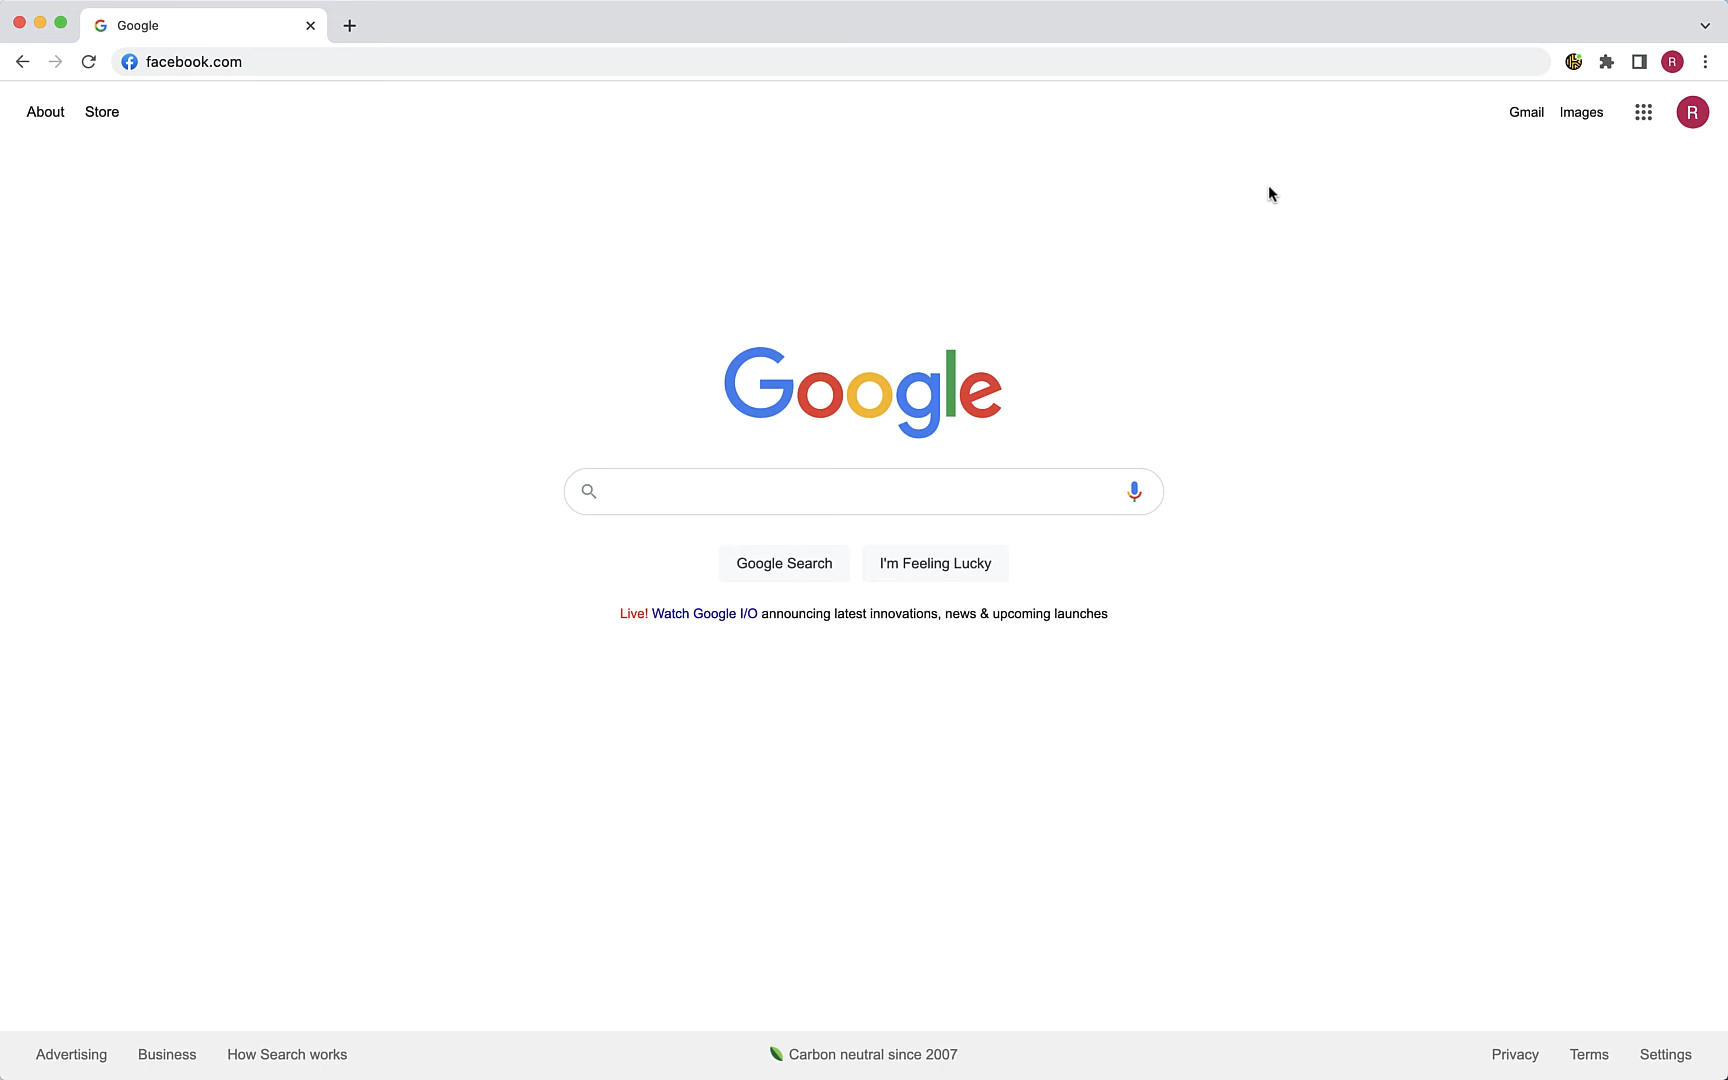 Google
facebook.com
R
About Store
Gmail Images
R
Google
Google Search
I'm Feeling Lucky
Live! Watch Google I/O announcing latest innovations, news & upcoming launches
Advertising Business How Search works
Carbon neutral since 2007
Privacy Terms Settings